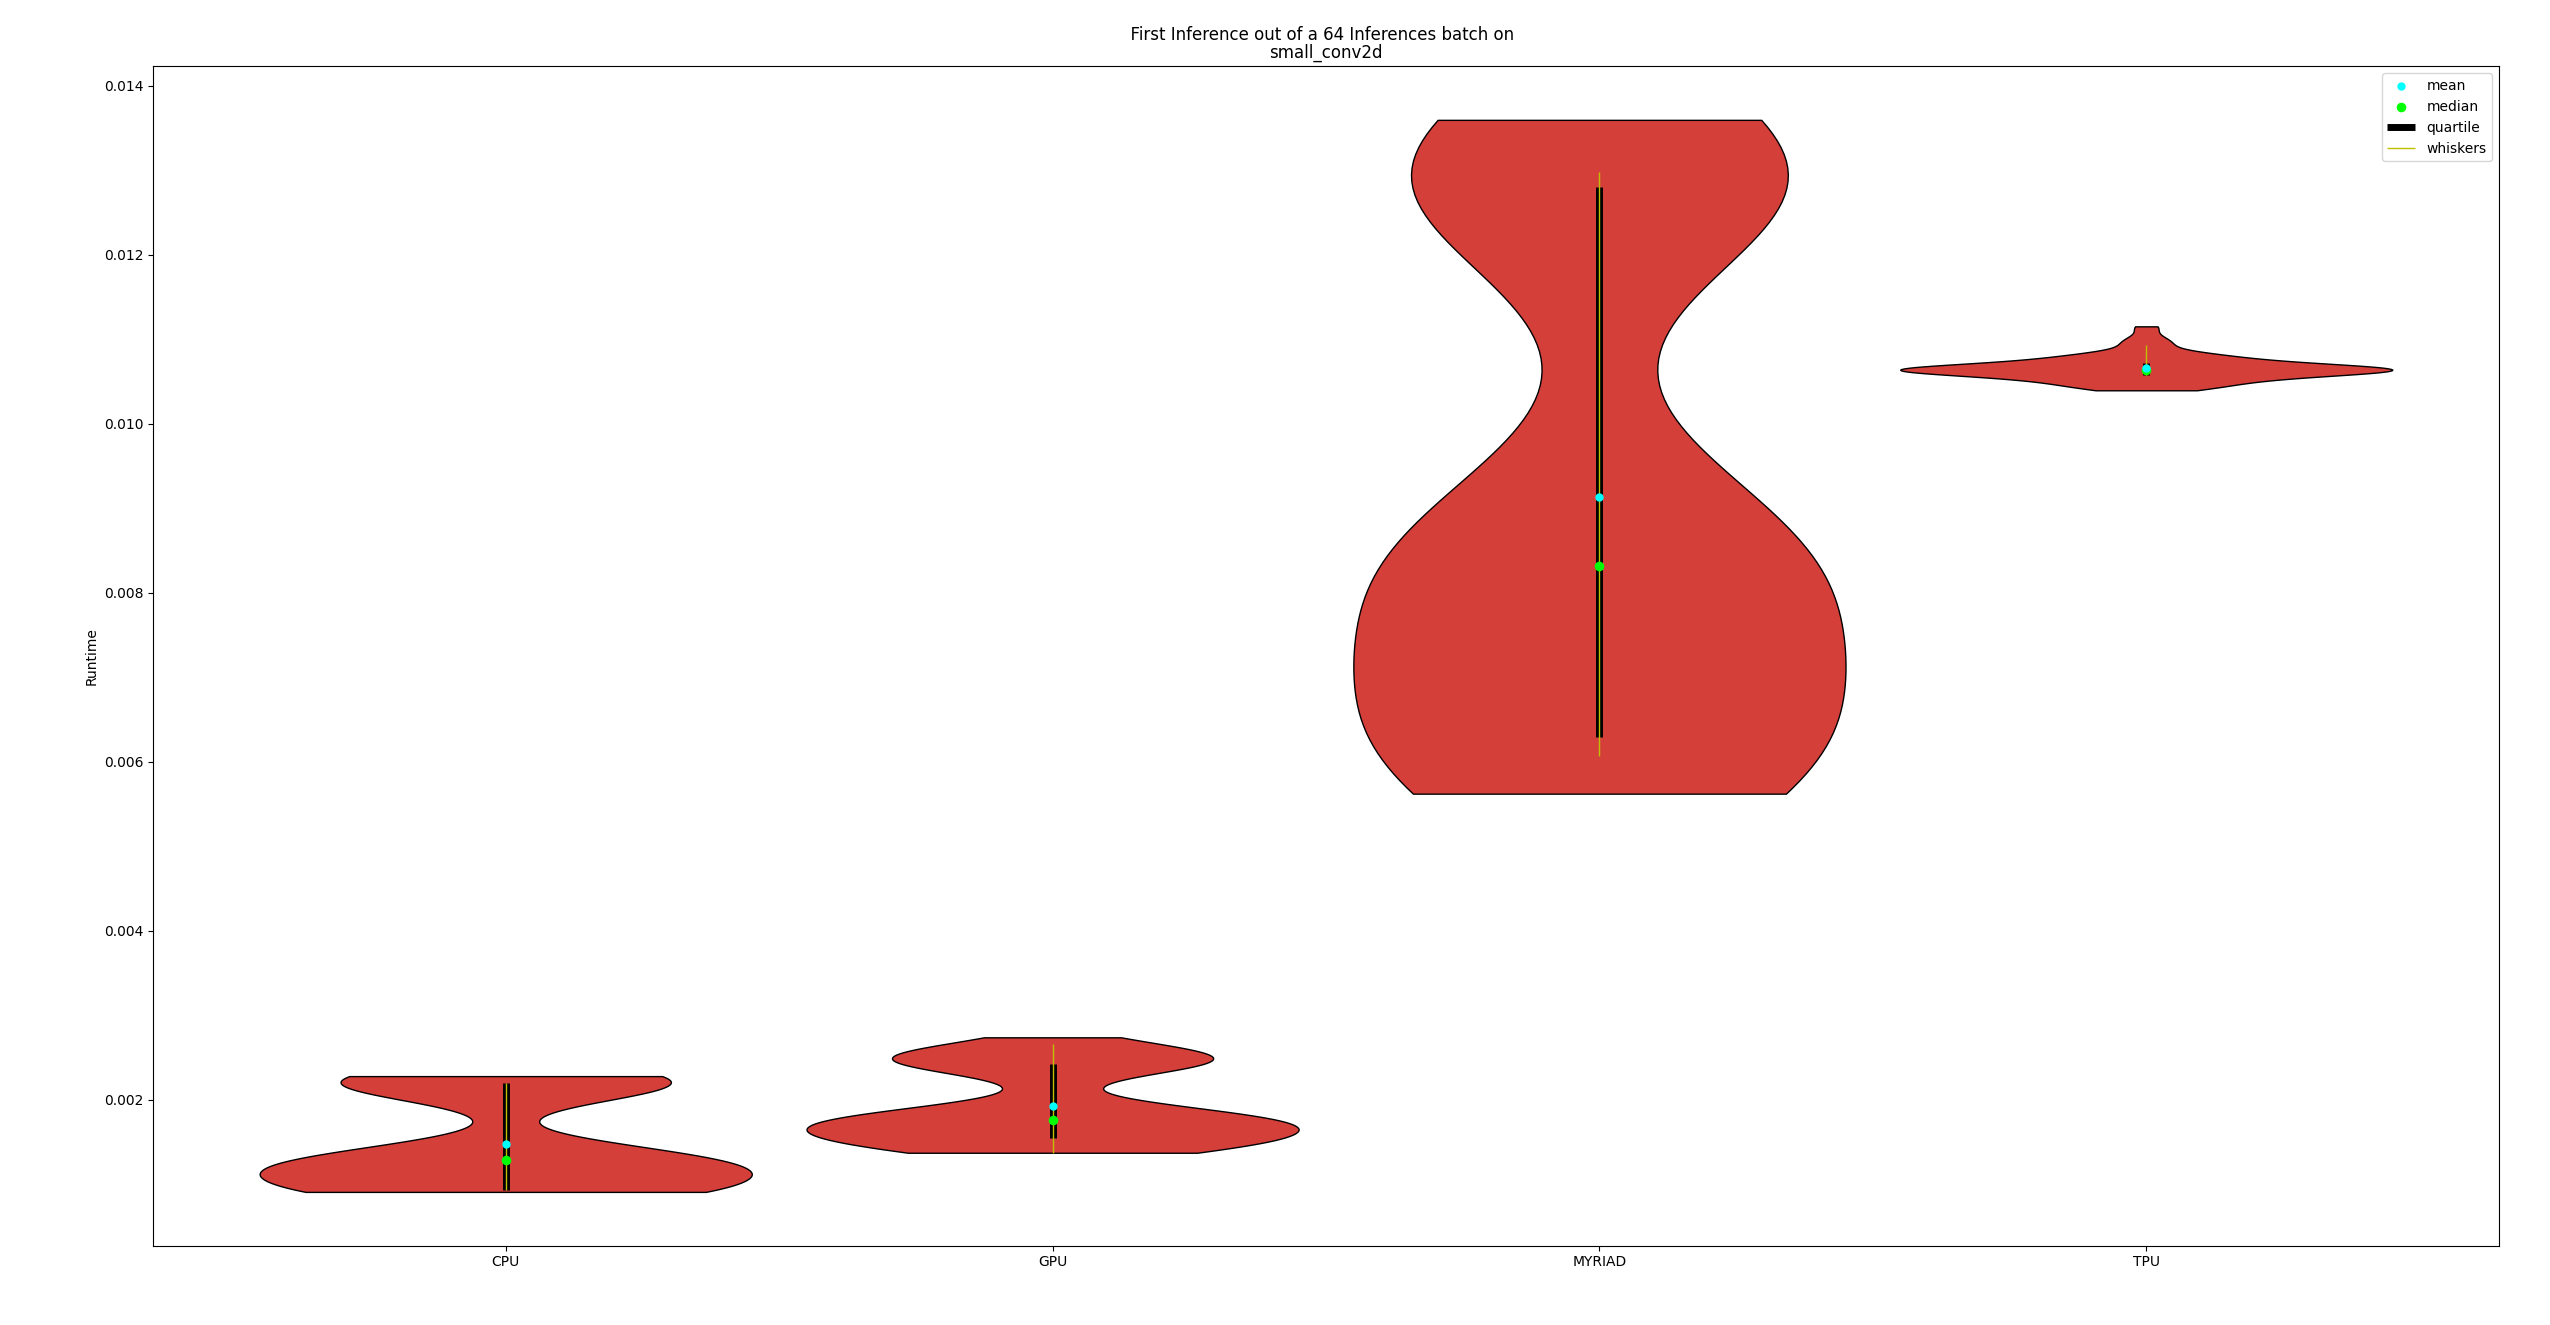 First Inference out of a 64 Inferences batch on
small_conv2d
mean
median
quartile
whiskers
0.014
0.012
0.010
0.008
0.006
0.004
0.002
Runtime
CPU
GPU
MYRIAD
TPU